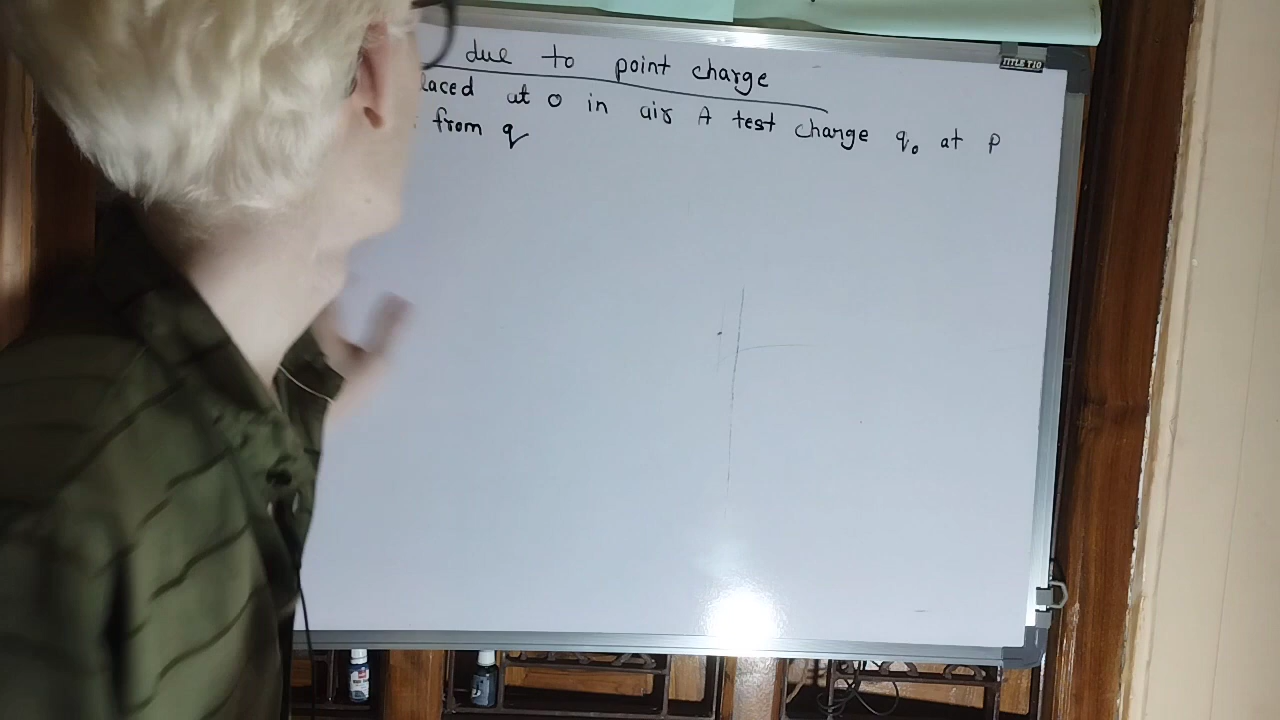 due to point charge
laced at o in air A test charge q₀ at p
from q
TITLE T10